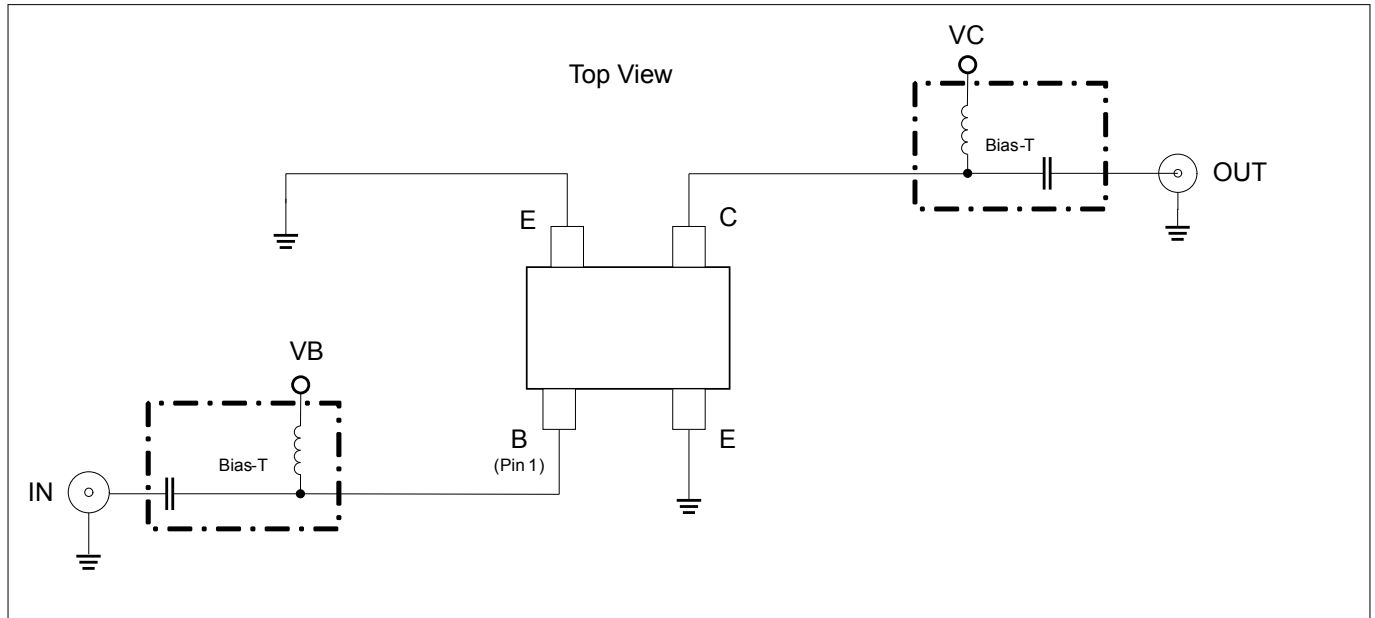 VC
Top View
Bias-T
OUT
E
C
VB
B
(Pin 1)
E
Bias-T
IN